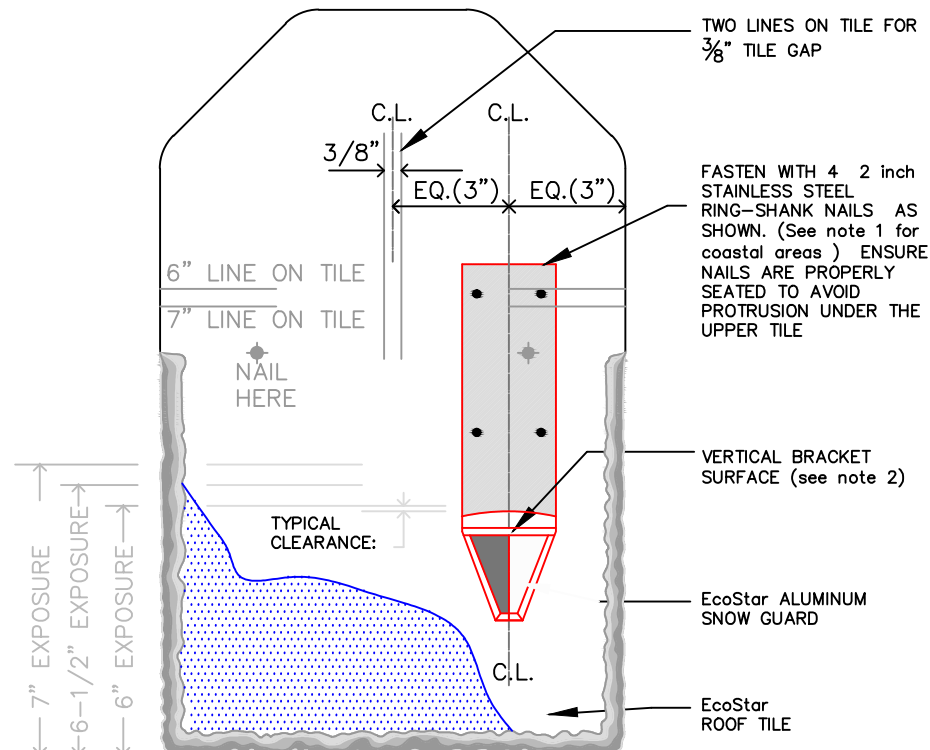 TWO LINES ON TILE FOR
3/8" TILE GAP
C.L.
C.L.
3/8"
EQ.(3")
EQ.(3")
FASTEN WITH 4 2 inch
STAINLESS STEEL
RING-SHANK NAILS AS
SHOWN. (See note 1 for
coastal areas ) ENSURE
NAILS ARE PROPERLY
SEATED TO AVOID
PROTRUSION UNDER THE
UPPER TILE
6" LINE ON TILE
7" LINE ON TILE
NAIL
HERE
VERTICAL BRACKET
SURFACE (see note 2)
TYPICAL
CLEARANCE:
7" EXPOSURE
6-1/2" EXPOSURE
6" EXPOSURE
EcoStar ALUMINUM
SNOW GUARD
C.L.
EcoStar
ROOF TILE